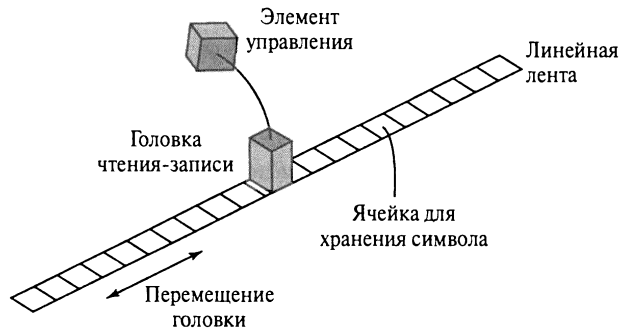 Элемент
управления
Линейная
лента
Головка
чтения-записи
Ячейка для
хранения символа
Перемещение
головки